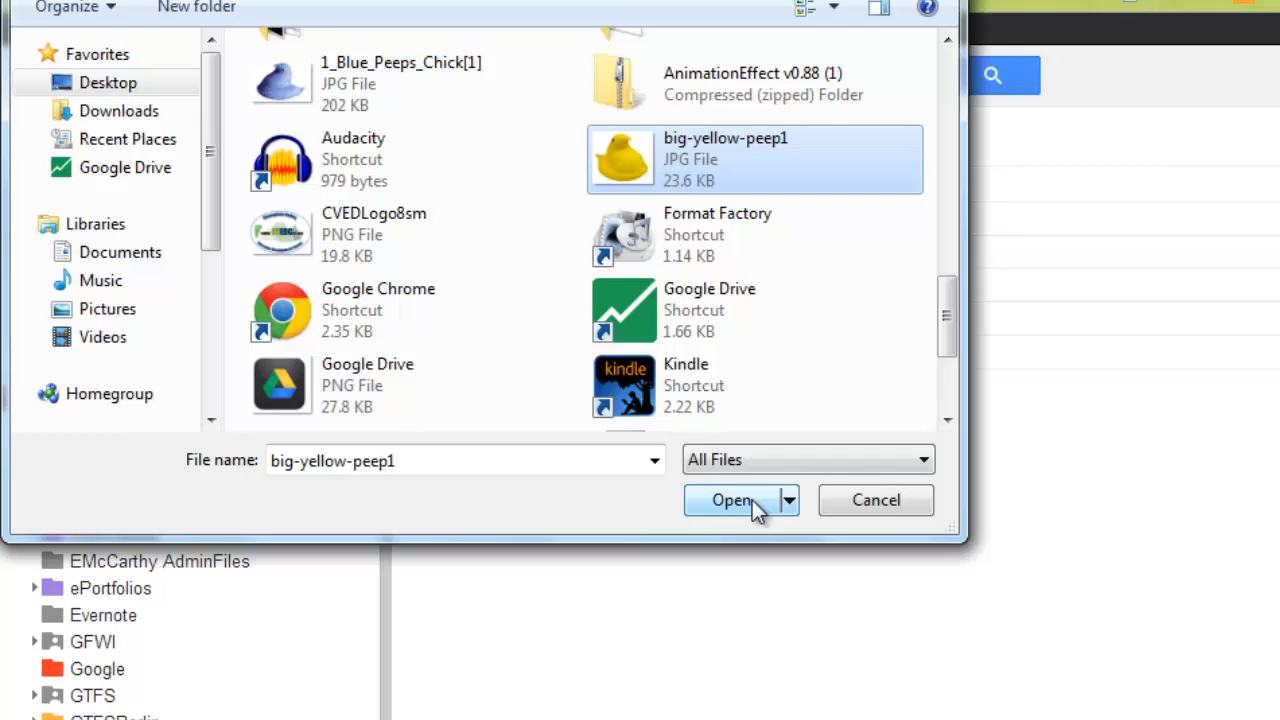 Organize
New folder
Favorites
Desktop
Downloads
Recent Places
Google Drive
Libraries
Documents
Music
Pictures
Videos
Homegroup
1_Blue_Peeps_Chick[1]
JPG File
202 KB
AnimationEffect v0.88 (1)
Compressed (zipped) Folder
Audacity
Shortcut
979 bytes
big-yellow-peep1
JPG File
23.6 KB
CVEDLogo8sm
PNG File
19.8 KB
Format Factory
Shortcut
1.14 KB
Google Chrome
Shortcut
2.35 KB
Google Drive
Shortcut
1.66 KB
Google Drive
PNG File
27.8 KB
kindle
Kindle
Shortcut
2.22 KB
File name: big-yellow-peep1
All Files
Open
Cancel
EMcCarthy AdminFiles
ePortfolios
Evernote
GFWI
Google
GTFS